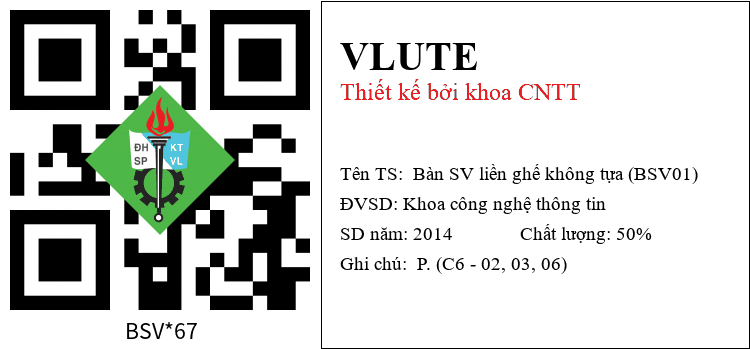 ĐH KT
SP VL
BSV*67
VLUTE
Thiết kế bởi khoa CNTT
Tên TS: Bàn SV liền ghế không tựa (BSV01)
ĐVSD: Khoa công nghệ thông tin
SD năm: 2014 Chất lượng: 50%
Ghi chú: P. (C6 - 02, 03, 06)